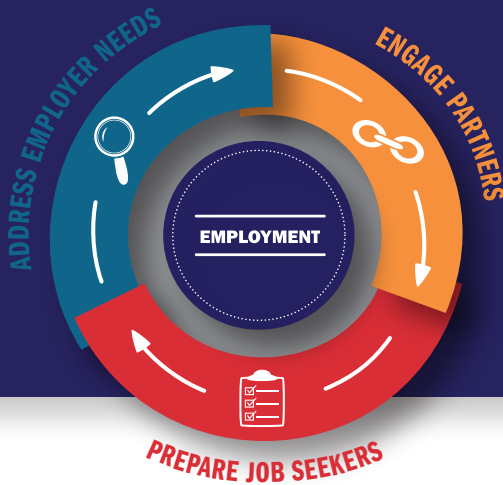 ADDRESS EMPLOYER NEEDS
ENGAGE PARTNERS
EMPLOYMENT
PREPARE JOB SEEKERS